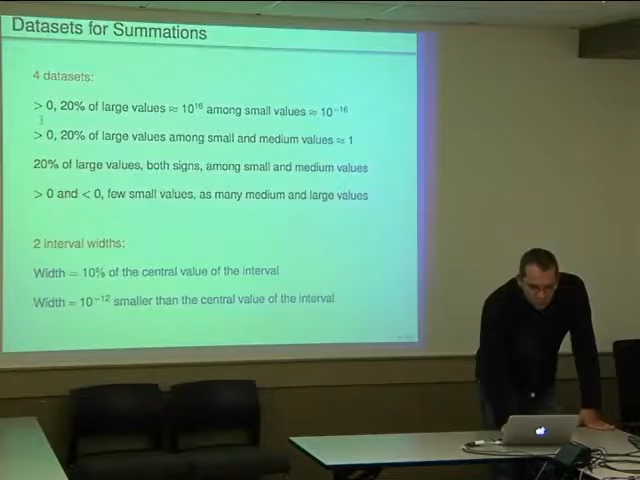 Datasets for Summations
4 datasets:
> 0, 20% of large values ≈ 10¹⁶ among small values ≈ 10⁻¹⁶
> 0, 20% of large values among small and medium values ≈ 1
20% of large values, both signs, among small and medium values
> 0 and < 0, few small values, as many medium and large values
2 interval widths:
Width = 10% of the central value of the interval
Width = 10⁻¹² smaller than the central value of the interval